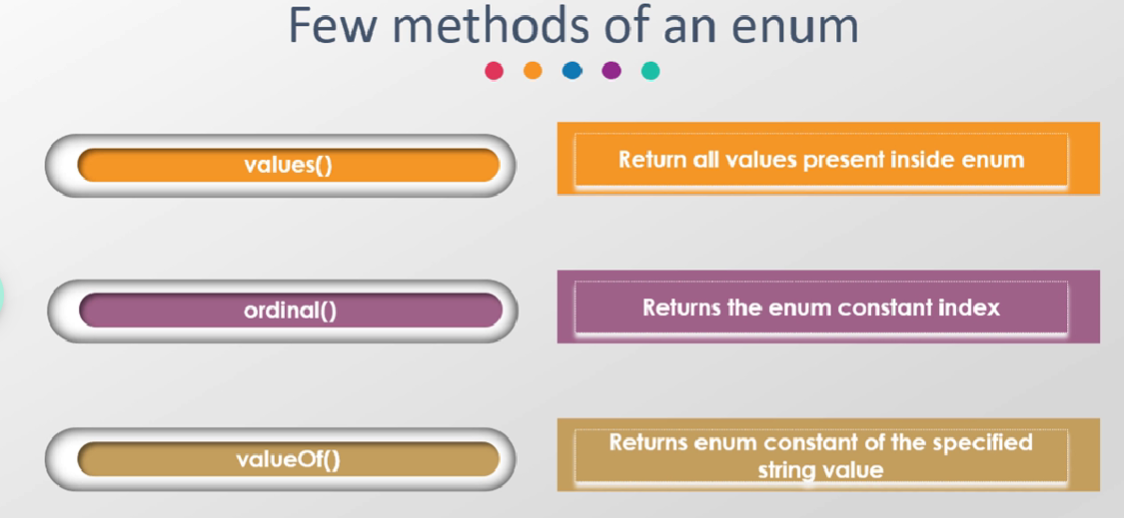 Few methods of an enum
values()
Return all values present inside enum
ordinal()
Returns the enum constant index
valueOf()
Returns enum constant of the specified
string value